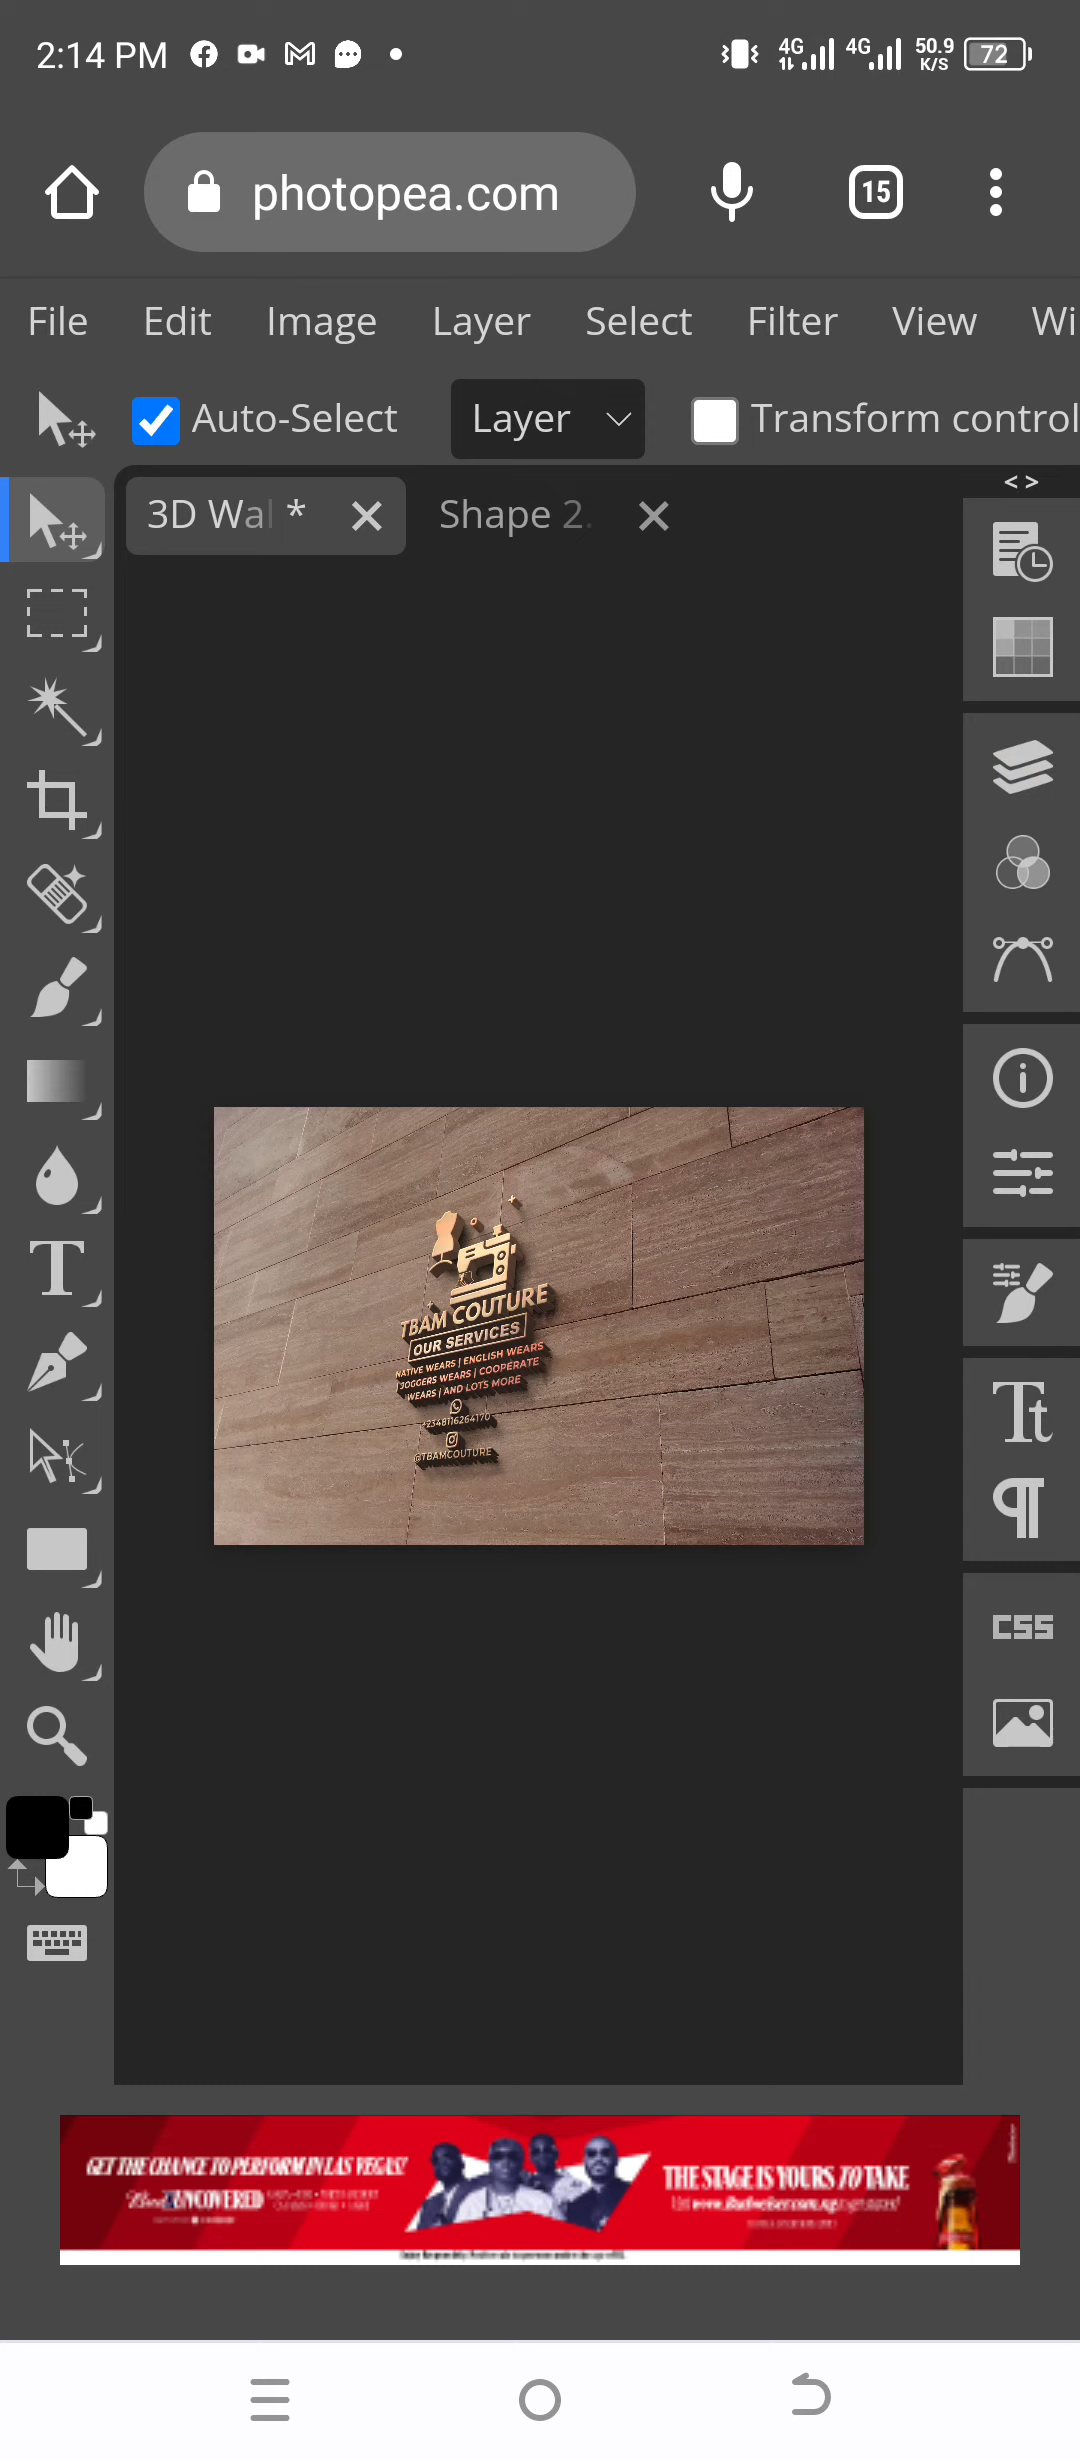 2:14 PM
4G 4G 50.9 K/S 72
photopea.com
15
File Edit Image Layer Select Filter View Wi
Auto-Select Layer Transform control
< >
3D Wal * Shape 2.
TBAM COUTURE
OUR SERVICES
NATIVE WEARS | ENGLISH WEARS
JOGGERS WEARS | COOPERATE
WEARS | AND LOTS MORE
+2348116264170
@TBAMCOUTURE
T
Tt
CSS
GET THE CHANCE TO PERFORM IN LAS VEGAS!
UNCOVERED
THE STAGE IS YOURS TO TAKE